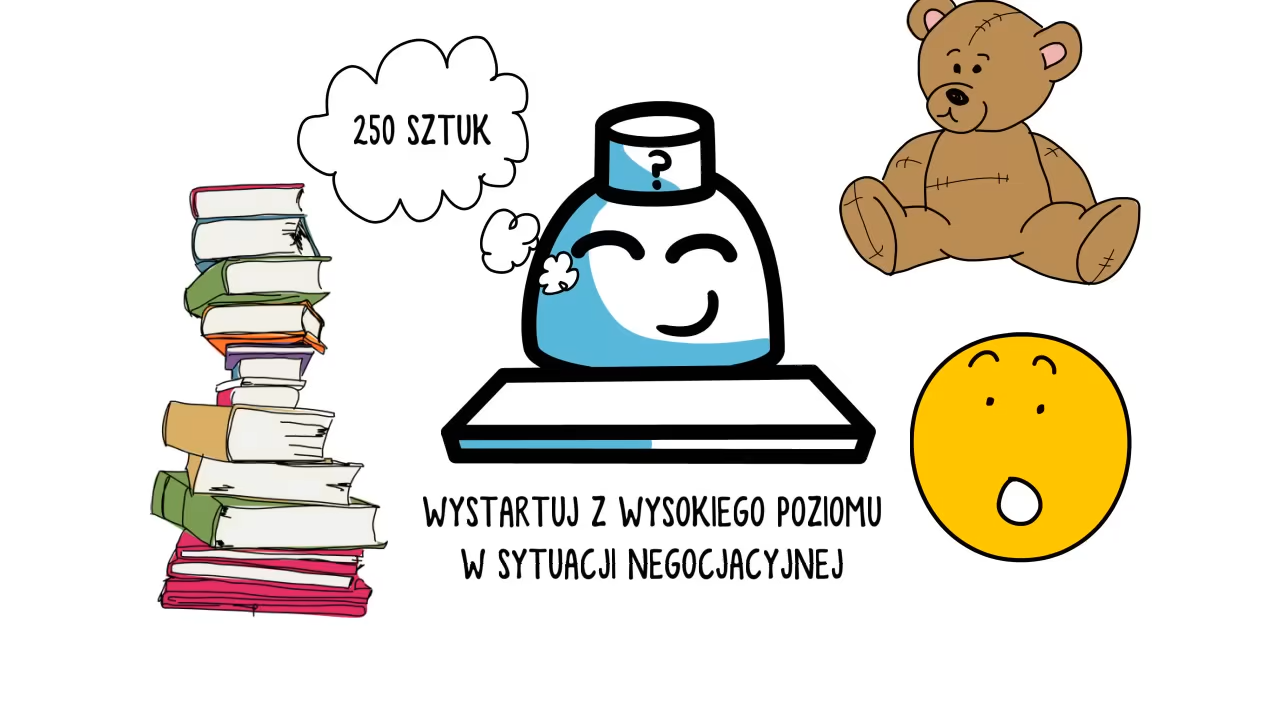 250 SZTUK
?
WYSTARTUJ Z WYSOKIEGO POZIOMU
W SYTUACJI NEGOCJACYJNEJ